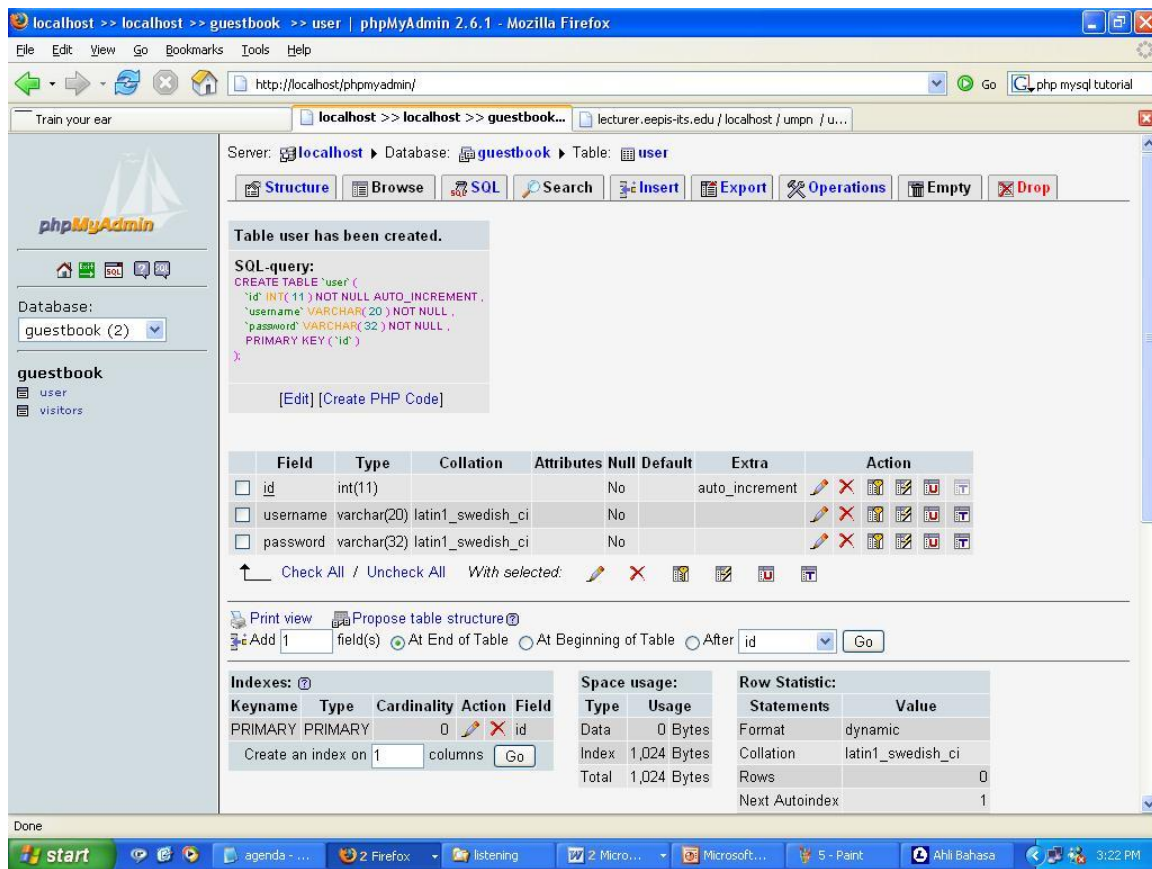 localhost >> localhost >> guestbook >> user | phpMyAdmin 2.6.1 - Mozilla Firefox
File Edit View Go Bookmarks Tools Help
http://localhost/phpmyadmin/ Go php mysql tutorial
Train your ear localhost >> localhost >> guestbook... lecturer.eepis-its.edu / localhost / umpn / u...
phpMyAdmin
Database:
guestbook (2)
guestbook
user
visitors
Server: localhost Database: guestbook Table: user
Structure Browse SQL Search Insert Export Operations Empty Drop
Table user has been created.
SQL-query:
CREATE TABLE `user` (
`id` INT( 11 ) NOT NULL AUTO_INCREMENT ,
`username` VARCHAR( 20 ) NOT NULL ,
`password` VARCHAR( 32 ) NOT NULL ,
PRIMARY KEY ( `id` )
);
[Edit] [Create PHP Code]
Field Type Collation Attributes Null Default Extra Action
id int(11) No auto_increment
username varchar(20) latin1_swedish_ci No
password varchar(32) latin1_swedish_ci No
Check All / Uncheck All With selected:
Print view Propose table structure
Add 1 field(s) At End of Table At Beginning of Table After id Go
Indexes:
Keyname Type Cardinality Action Field
PRIMARY PRIMARY 0 id
Create an index on 1 columns Go
Space usage:
Type Usage
Data 0 Bytes
Index 1,024 Bytes
Total 1,024 Bytes
Row Statistic:
Statements Value
Format dynamic
Collation latin1_swedish_ci
Rows 0
Next Autoindex 1
Done
start agenda - ... 2 Firefox listening 2 Micro... Microsoft... 5 - Paint Ahli Bahasa 3:22 PM